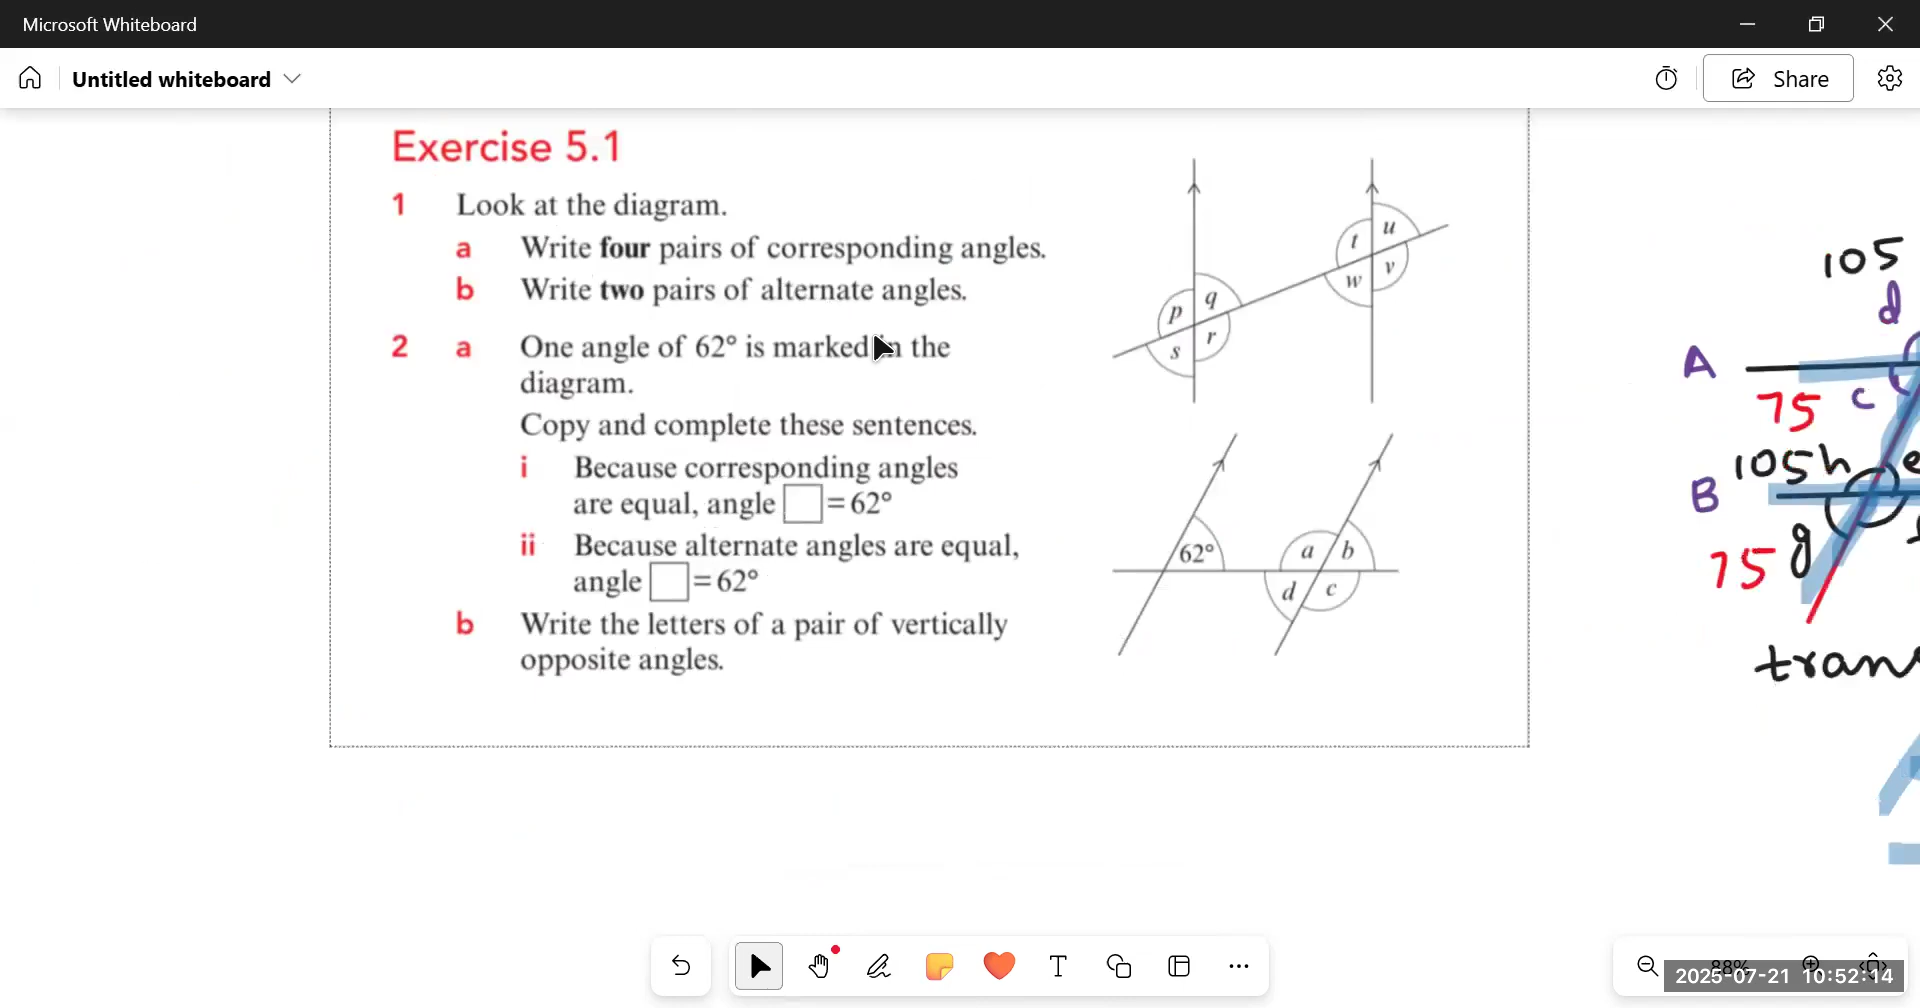 Microsoft Whiteboard
Untitled whiteboard
Share
Exercise 5.1
1 Look at the diagram.
a Write four pairs of corresponding angles.
b Write two pairs of alternate angles.
2 a One angle of 62° is marked in the
diagram.
Copy and complete these sentences.
i Because corresponding angles
are equal, angle = 62°
ii Because alternate angles are equal,
angle = 62°
b Write the letters of a pair of vertically
opposite angles.
t u
w v
p q
s r
62° a b
d c
105
d
A
75 c
B 105 h e
75 g
trans
88%
2025-07-21 10:52:14